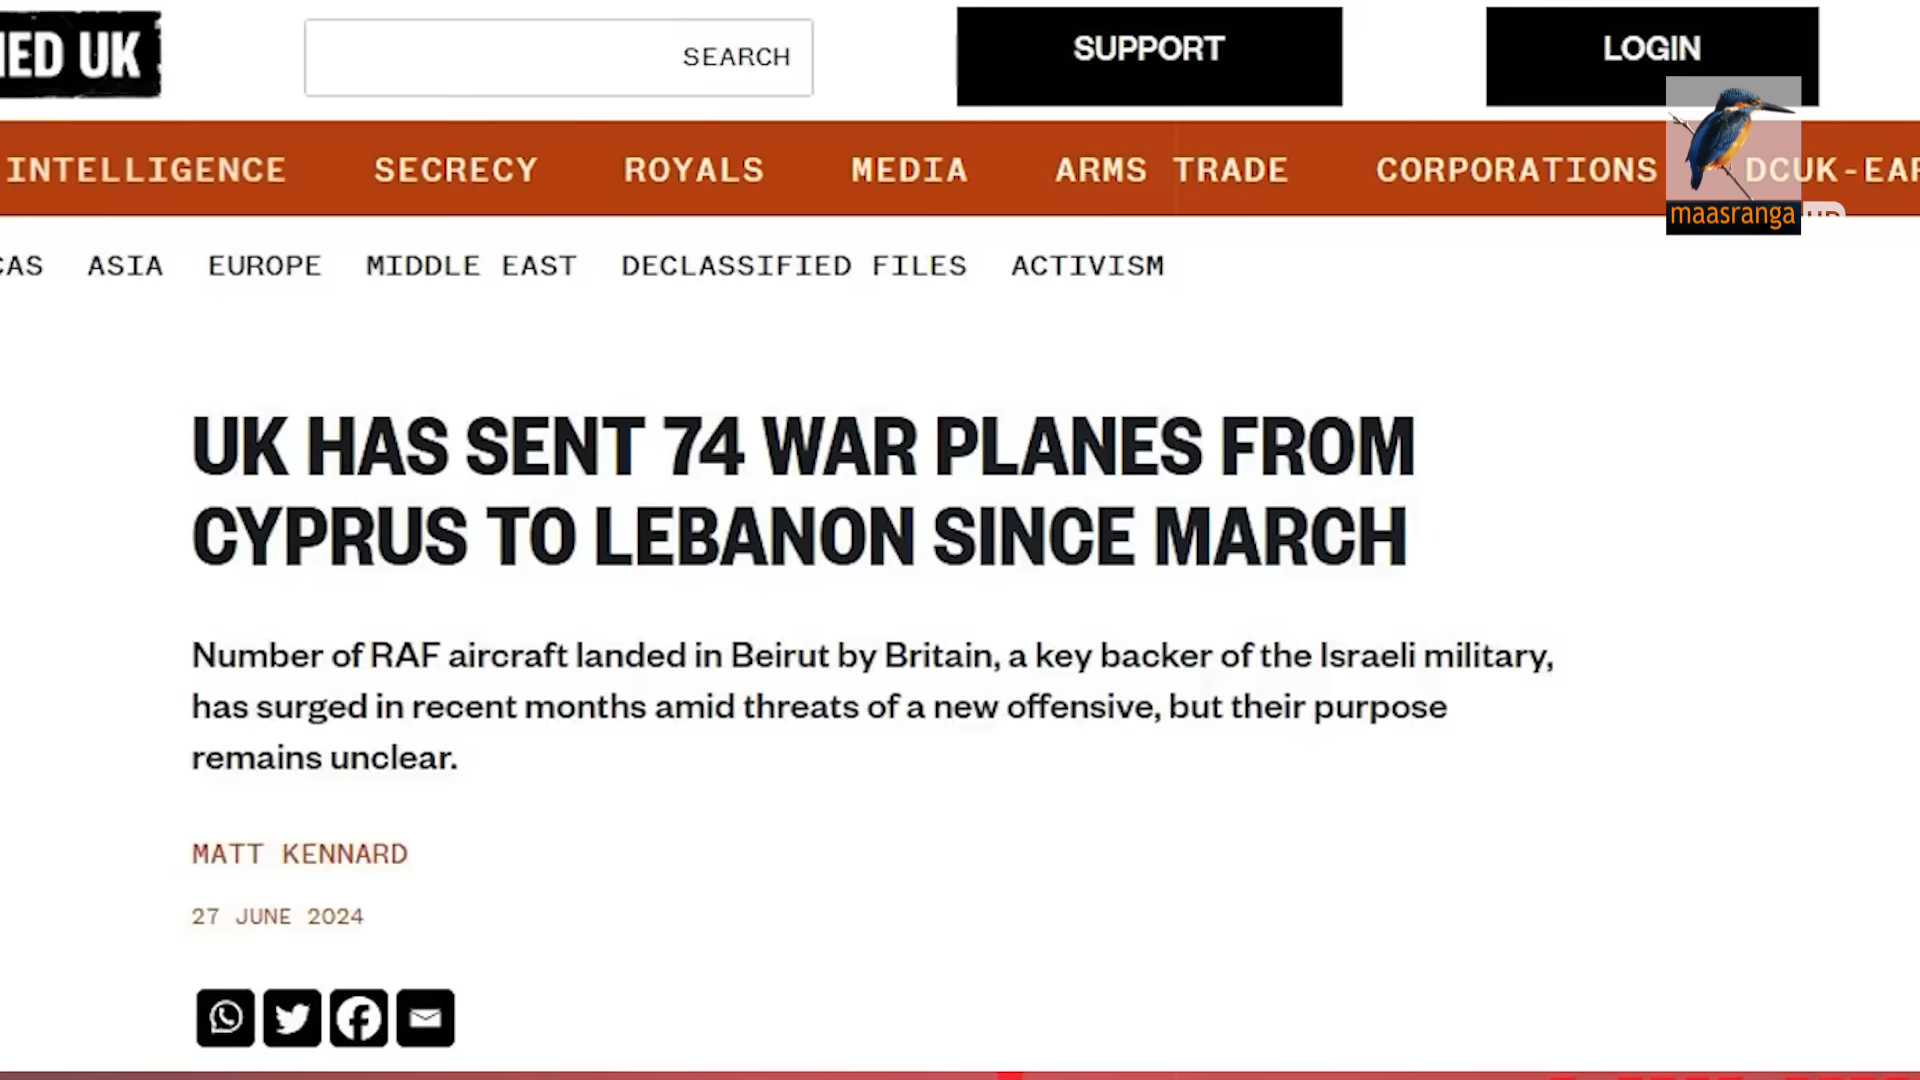 IED UK
SEARCH
SUPPORT
LOGIN
INTELLIGENCE
SECRECY
ROYALS
MEDIA
ARMS TRADE
CORPORATIONS
DCUK-EAR
maasranga
CAS
ASIA
EUROPE
MIDDLE EAST
DECLASSIFIED FILES
ACTIVISM
UK HAS SENT 74 WAR PLANES FROM
CYPRUS TO LEBANON SINCE MARCH
Number of RAF aircraft landed in Beirut by Britain, a key backer of the Israeli military,
has surged in recent months amid threats of a new offensive, but their purpose
remains unclear.
MATT KENNARD
27 JUNE 2024